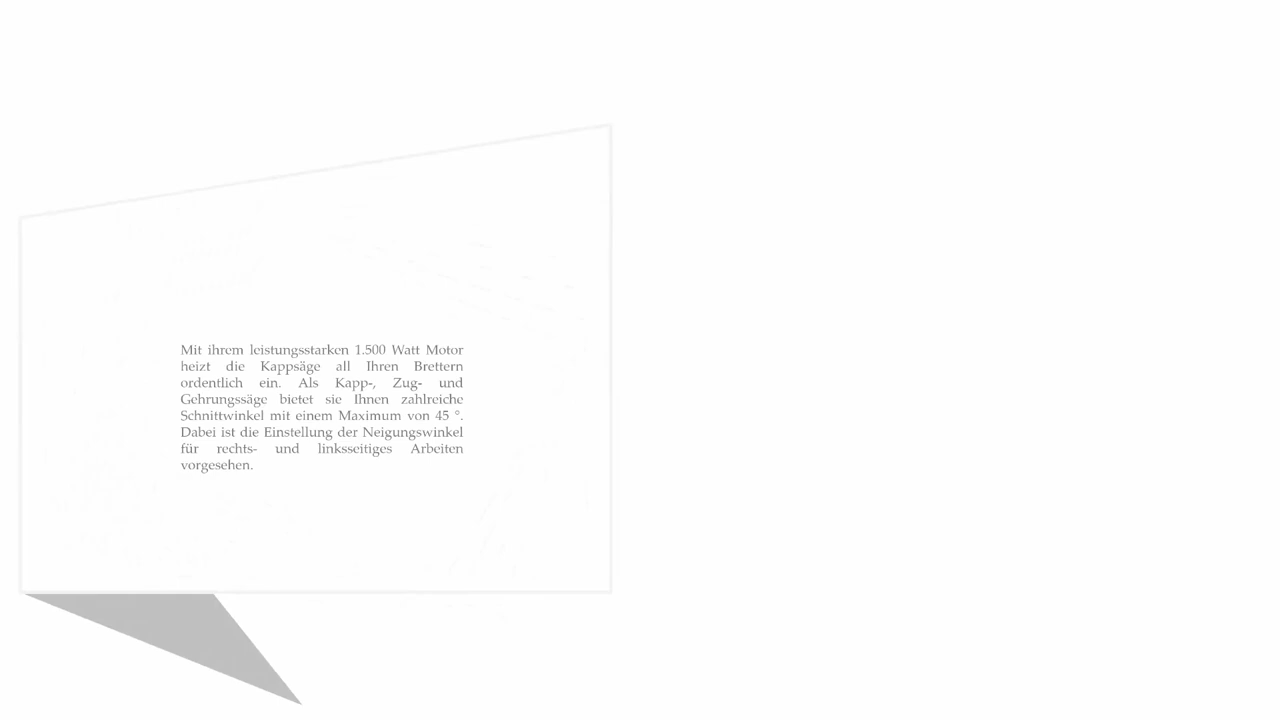 Mit ihrem leistungsstarken 1.500 Watt Motor
heizt die Kappsäge all Ihren Brettern
ordentlich ein. Als Kapp-, Zug- und
Gehrungssäge bietet sie Ihnen zahlreiche
Schnittwinkel mit einem Maximum von 45 °.
Dabei ist die Einstellung der Neigungswinkel
für rechts- und linksseitiges Arbeiten
vorgesehen.